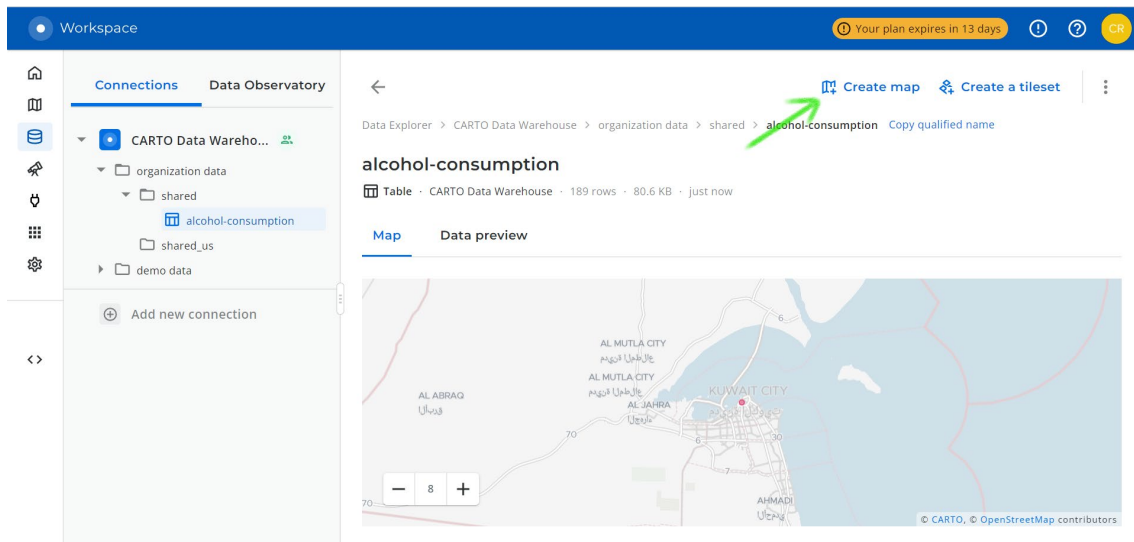 Workspace
Your plan expires in 13 days
CR
Connections Data Observatory
Create map Create a tileset
Data Explorer > CARTO Data Warehouse > organization data > shared > alcohol-consumption Copy qualified name
CARTO Data Wareho...
organization data
shared
alcohol-consumption
shared_us
demo data
Add new connection
alcohol-consumption
Table · CARTO Data Warehouse · 189 rows · 80.6 KB · just now
Map Data preview
6
AL MUTLA CITY
AL MUTLA CITY
AL ABRAQ
KUWAIT CITY
AL JAHRA
70
6
30
7
8
70
AHMADI
© CARTO, © OpenStreetMap contributors